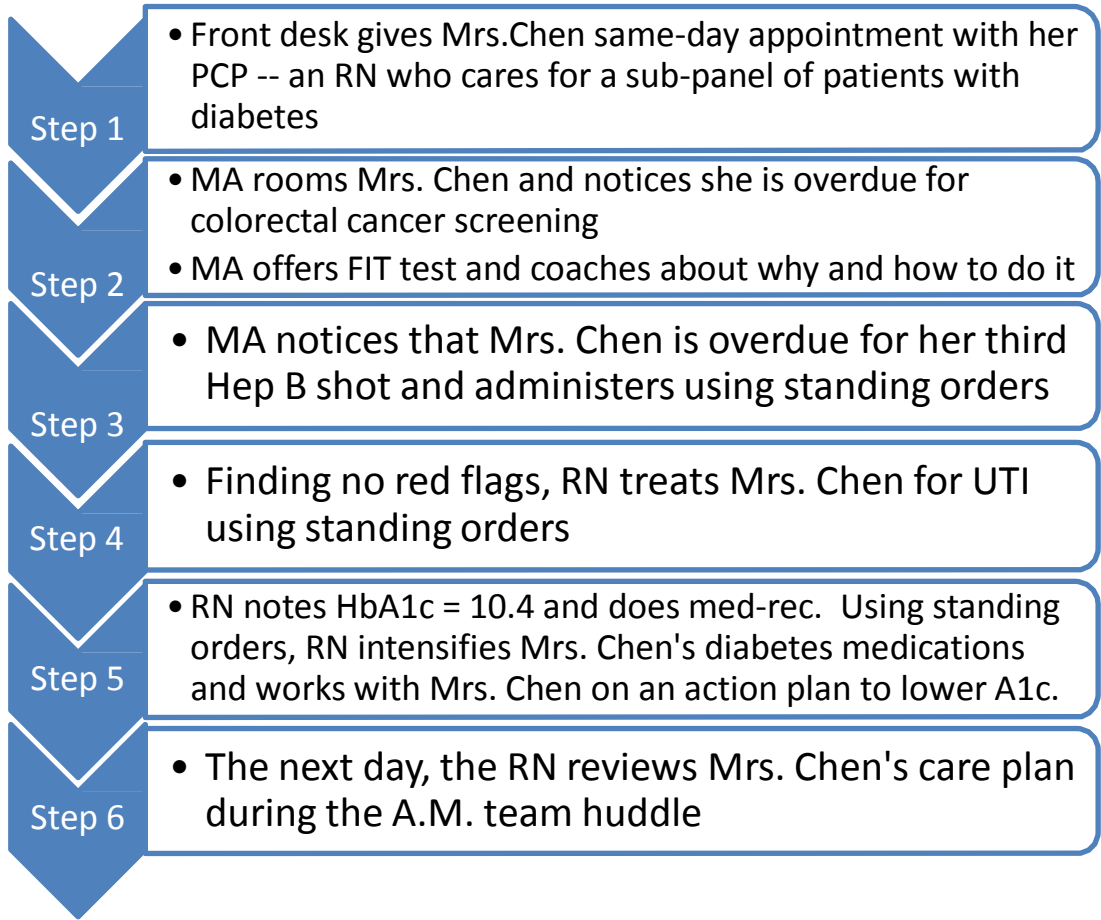 Step 1
• Front desk gives Mrs.Chen same-day appointment with her
PCP -- an RN who cares for a sub-panel of patients with
diabetes
Step 2
• MA rooms Mrs. Chen and notices she is overdue for
colorectal cancer screening
• MA offers FIT test and coaches about why and how to do it
Step 3
• MA notices that Mrs. Chen is overdue for her third
Hep B shot and administers using standing orders
Step 4
• Finding no red flags, RN treats Mrs. Chen for UTI
using standing orders
Step 5
• RN notes HbA1c = 10.4 and does med-rec.  Using standing
orders, RN intensifies Mrs. Chen's diabetes medications
and works with Mrs. Chen on an action plan to lower A1c.
Step 6
• The next day, the RN reviews Mrs. Chen's care plan
during the A.M. team huddle